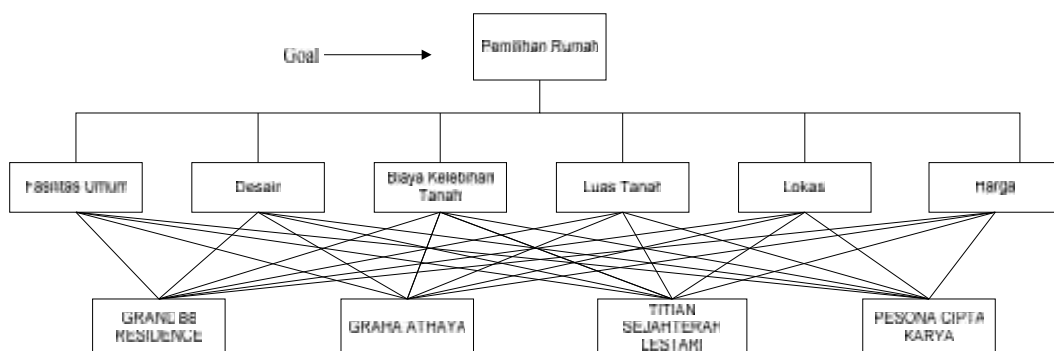 Pemilihan Rumah
Goal
Fasilitas Umum
Desain
Biaya Kelebihan
Tanah
Luas Tanah
Lokasi
Harga
GRAND 88
RESIDENCE
GRAHA ATHAYA
TITIAN
SEJAHTERAH
LESTARI
PESONA CIPTA
KARYA